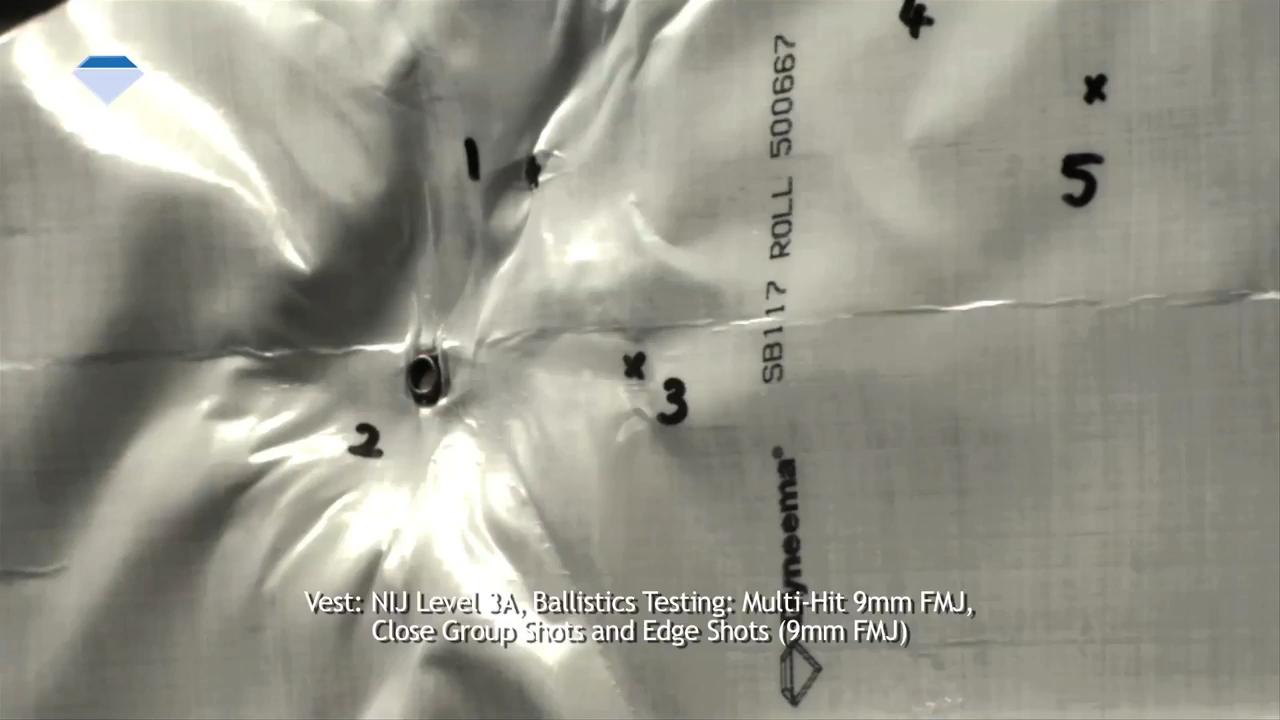 4
x
1
5
SB117 ROLL 500667
x
3
2
Dyneema®
Vest: NIJ Level 3A, Ballistics Testing: Multi-Hit 9mm FMJ,
Close Group Shots and Edge Shots (9mm FMJ)